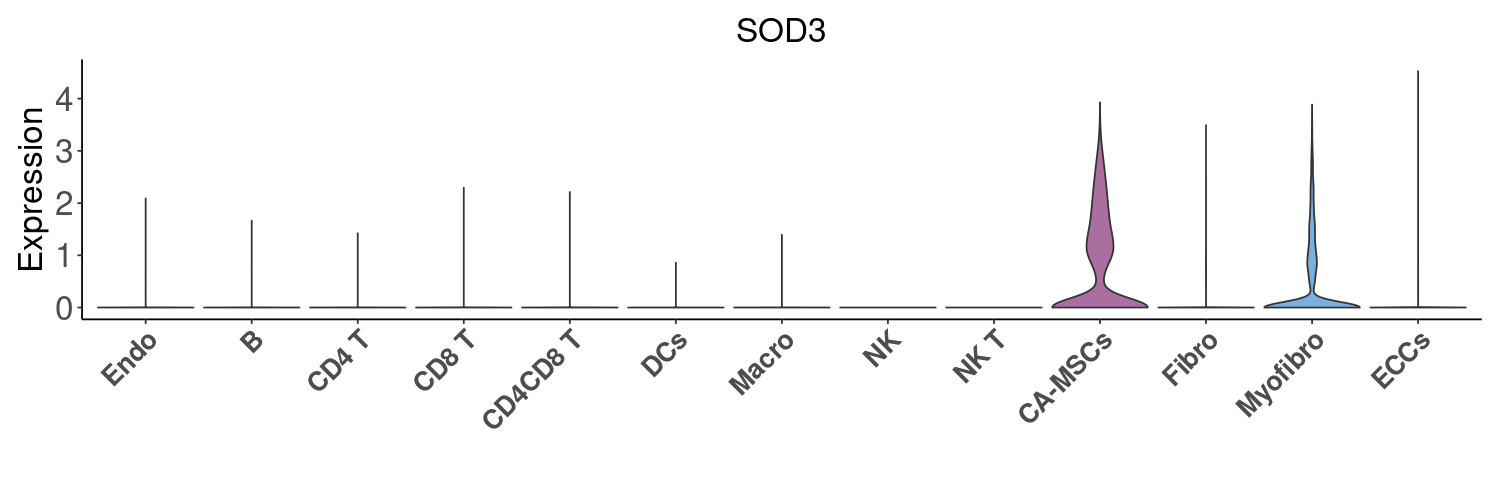 SOD3
Expression
4
3
2
1
0
Endo
B
CD4 T
CD8 T
CD4CD8 T
DCs
Macro
NK
NK T
CA-MSCs
Fibro
Myofibro
ECCs